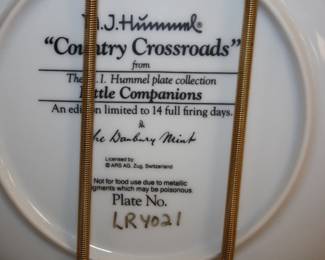 .J. Hummel®
"Country Crossroads"
from
The M.I. Hummel plate collection
Little Companions
An edition limited to 14 full firing days.
&
The Danbury Mint
Licensed by
© ARS AG, Zug, Switzerland
Not for food use due to metallic
pigments which may be poisonous.
Plate No.
LR4021